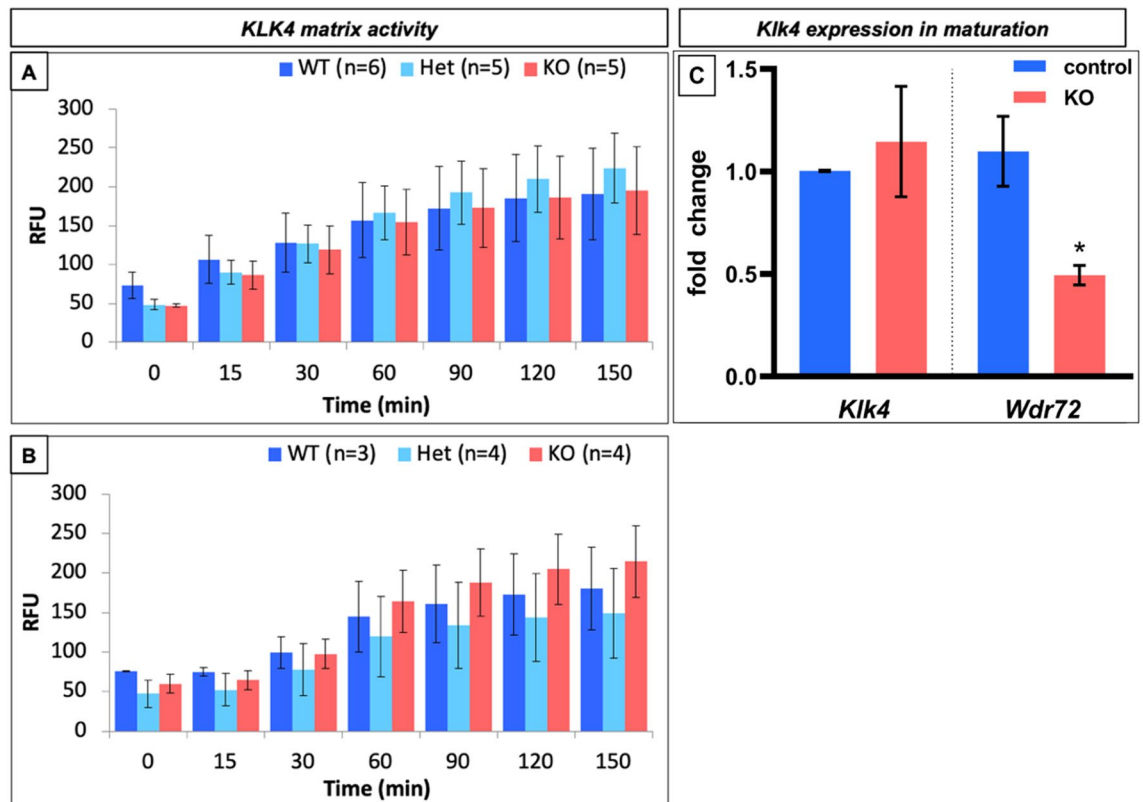 KLK4 matrix activity
A
WT (n=6) Het (n=5) KO (n=5)
300
250
200
150
100
50
0
RFU
0 15 30 60 90 120 150
Time (min)
B
WT (n=3) Het (n=4) KO (n=4)
300
250
200
150
100
50
0
RFU
0 15 30 60 90 120 150
Time (min)
Klk4 expression in maturation
C
control
KO
1.5
1.0
0.5
0.0
fold change
*
Klk4 Wdr72